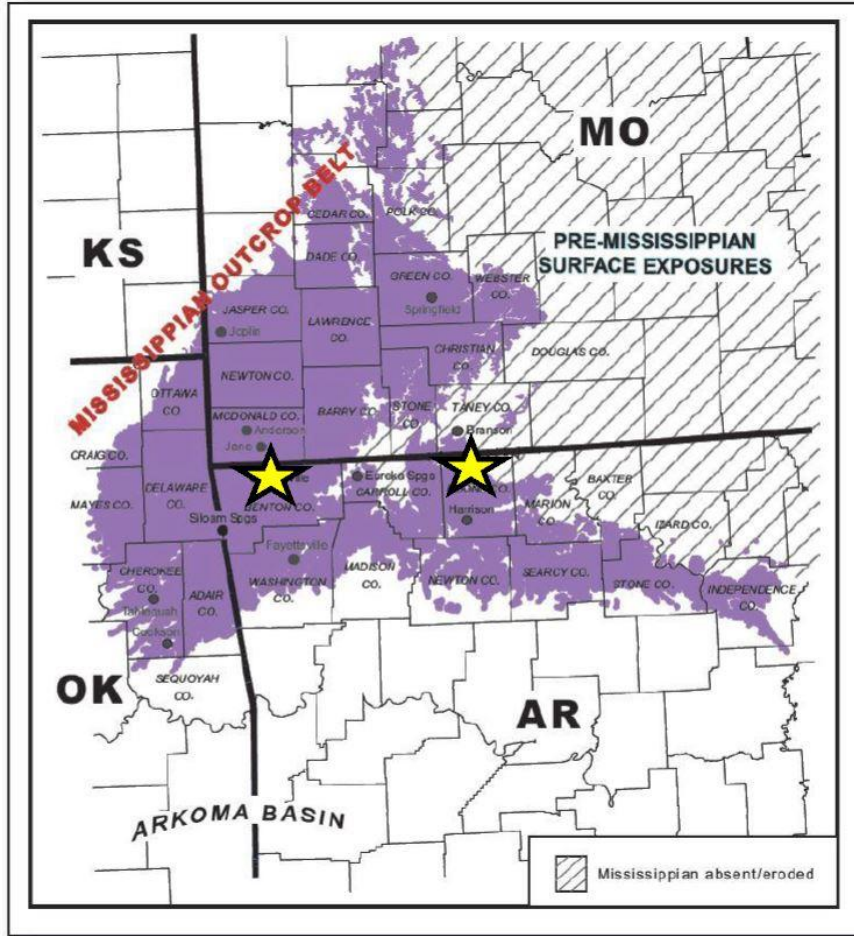 MO
KS
MISSISSIPPIAN OUTCROP BELT
PRE-MISSISSIPPIAN
SURFACE EXPOSURES
CEDAR CO.
POLK CO.
DADE CO.
GREEN CO.
WEBSTER
CO.
Springfield
JASPER CO.
Joplin
LAWRENCE
CO.
CHRISTIAN
CO.
DOUGLAS CO.
NEWTON CO.
OTTAWA
CO.
MCDONALD CO.
Anderson
Jane
BARRY CO.
STONE
CO.
TANEY CO.
Branson
CRAIG CO.
MAYES CO.
DELAWARE
CO.
BENTON CO.
Siloam Spgs
Eureka Spgs
CARROLL CO.
CO.
Harrison
MARION
CO.
BAXTER
CO.
IZARD CO.
Fayetteville
WASHINGTON
CO.
MADISON
CO.
NEWTON CO.
SEARCY CO.
STONE CO.
INDEPENDENCE
CO.
CHEROKEE
CO.
Tahlequah
Cookson
ADAIR
CO.
SEQUOYAH
CO.
OK
AR
ARKOMA BASIN
Mississippian absent/eroded